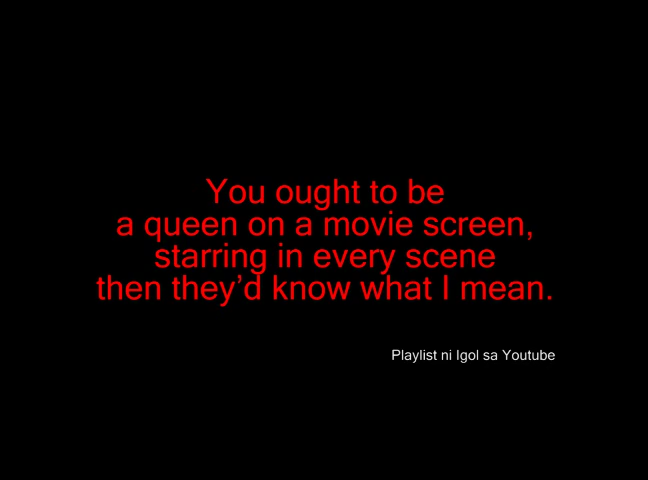 You ought to be
a queen on a movie screen,
starring in every scene
then they’d know what I mean.
Playlist ni Igol sa Youtube